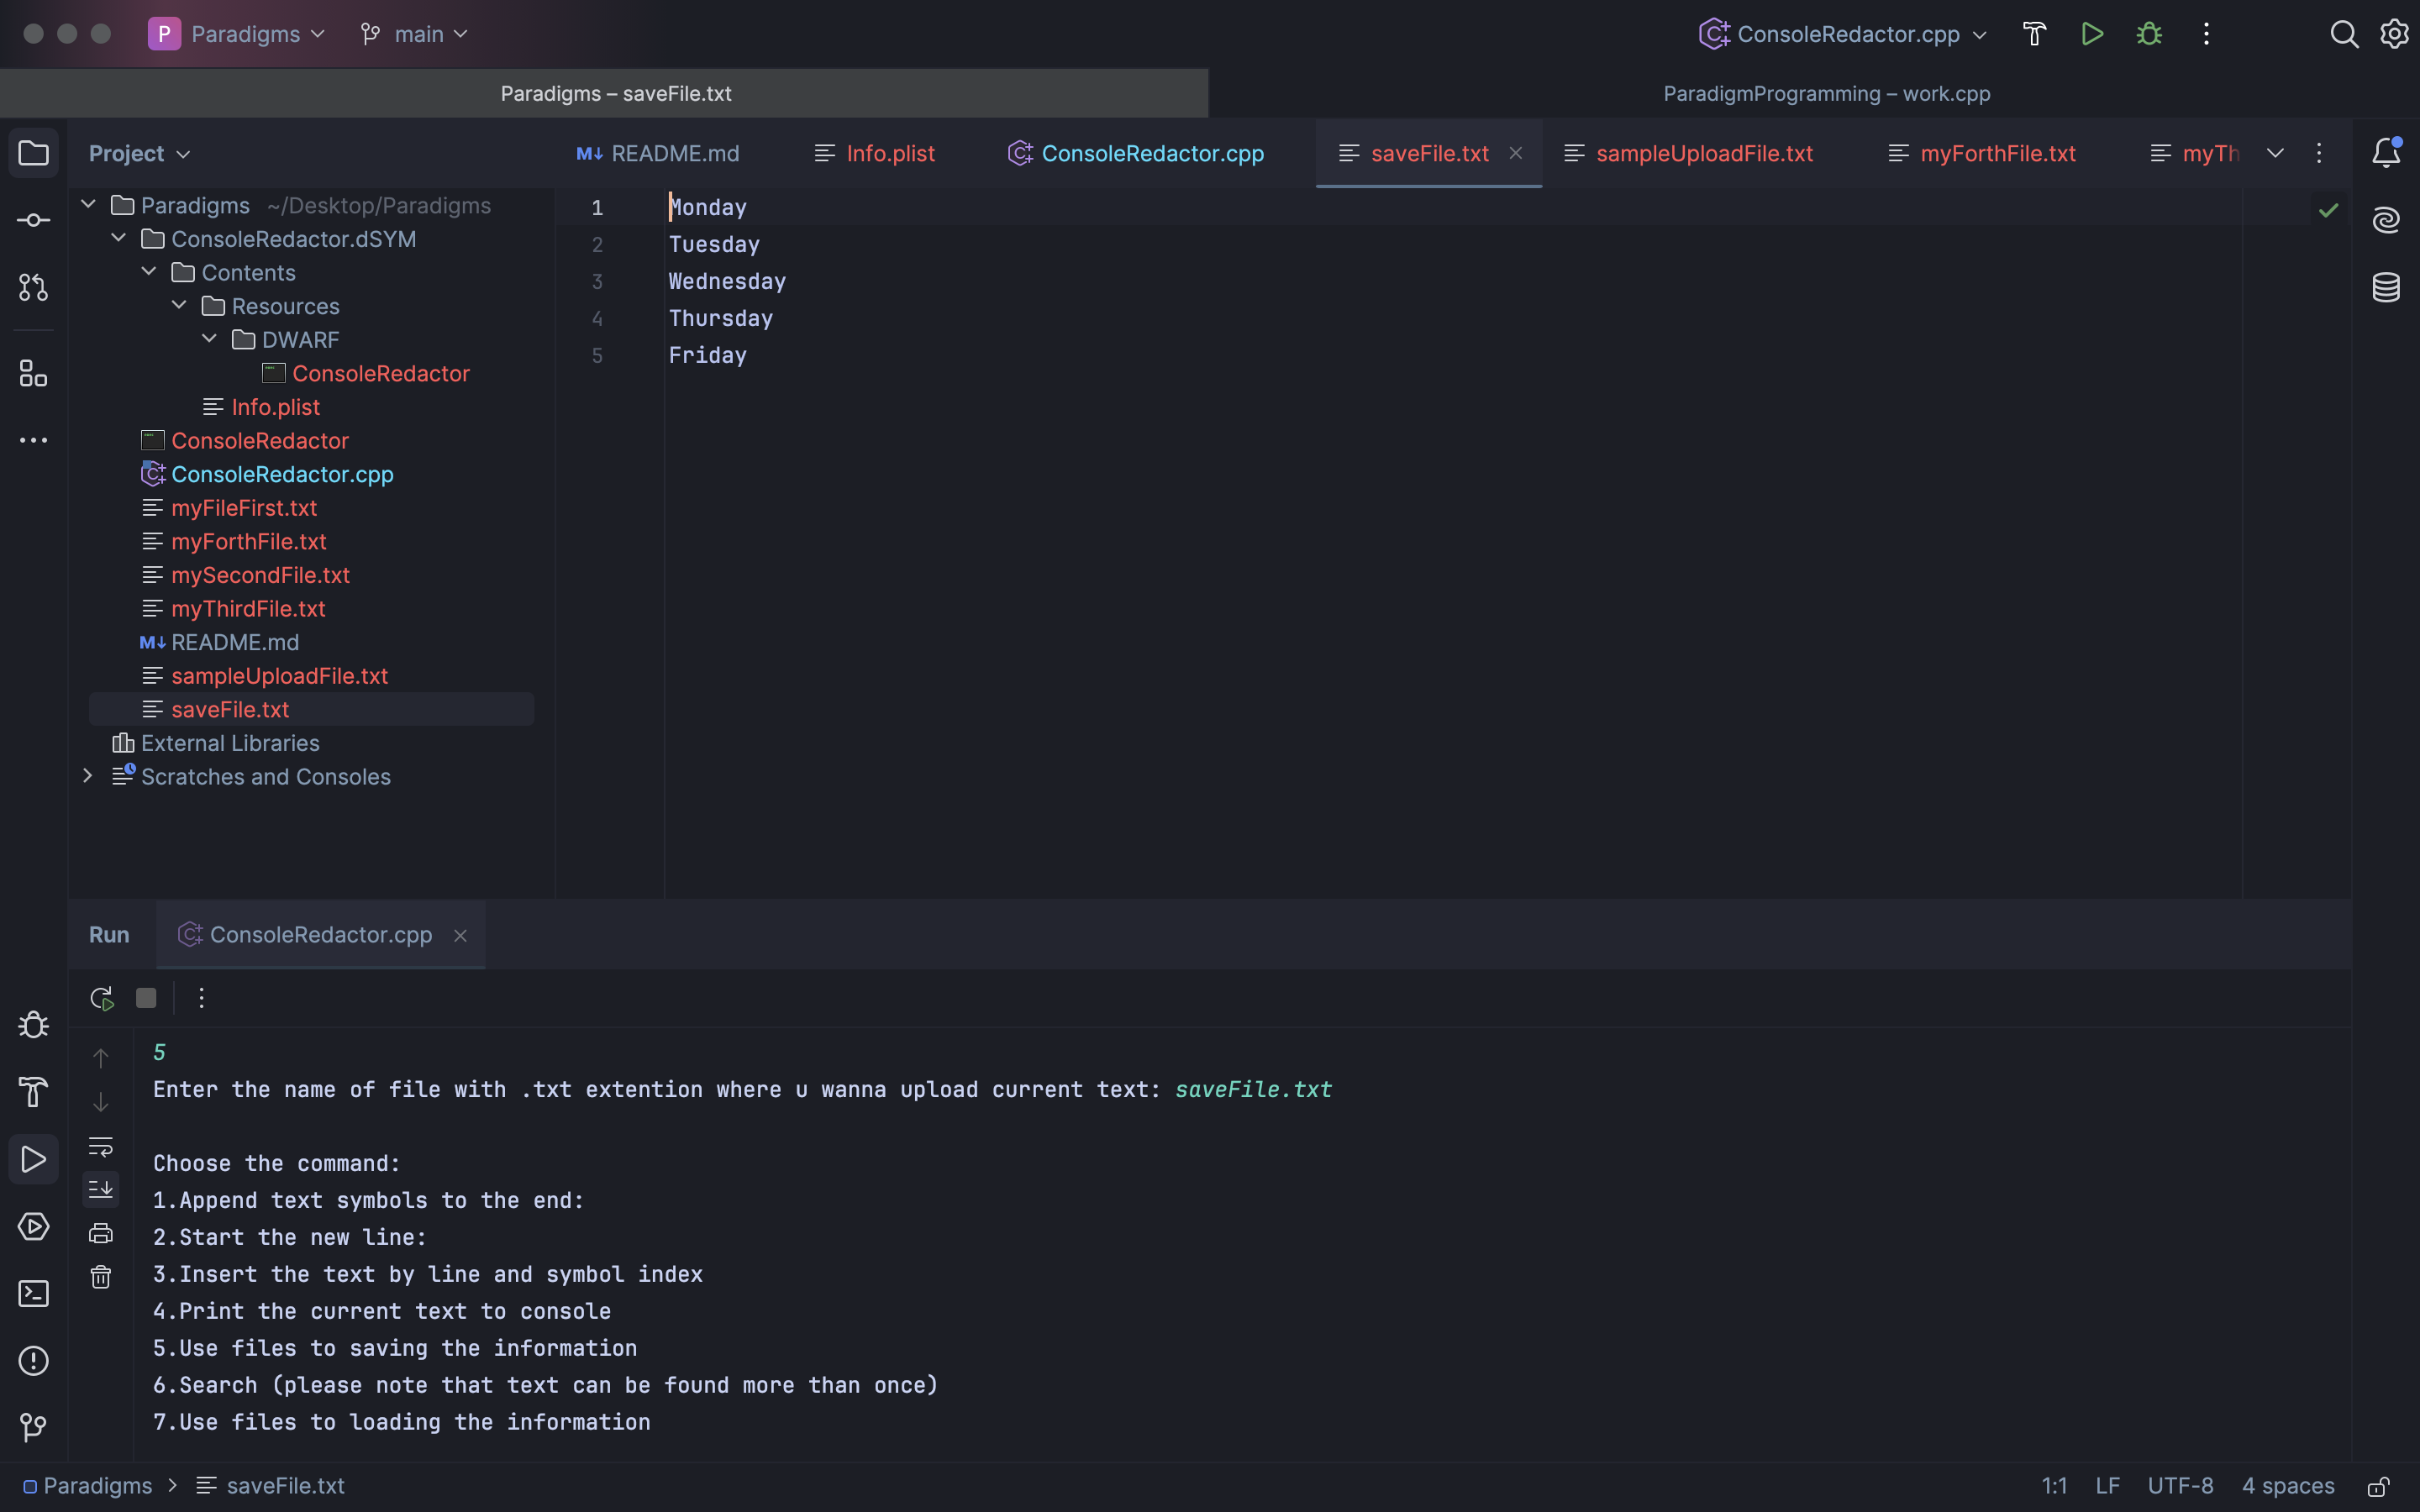 P Paradigms main ConsoleRedactor.cpp
Paradigms – saveFile.txt ParadigmProgramming – work.cpp
Project
README.md Info.plist ConsoleRedactor.cpp saveFile.txt sampleUploadFile.txt myForthFile.txt myTh
Paradigms ~/Desktop/Paradigms
ConsoleRedactor.dSYM
Contents
Resources
DWARF
ConsoleRedactor
Info.plist
ConsoleRedactor
ConsoleRedactor.cpp
myFileFirst.txt
myForthFile.txt
mySecondFile.txt
myThirdFile.txt
M↓ README.md
sampleUploadFile.txt
saveFile.txt
External Libraries
Scratches and Consoles
1 Monday
2 Tuesday
3 Wednesday
4 Thursday
5 Friday
Run ConsoleRedactor.cpp
5
Enter the name of file with .txt extention where u wanna upload current text: saveFile.txt
Choose the command:
1.Append text symbols to the end:
2.Start the new line:
3.Insert the text by line and symbol index
4.Print the current text to console
5.Use files to saving the information
6.Search (please note that text can be found more than once)
7.Use files to loading the information
Paradigms > saveFile.txt 1:1 LF UTF-8 4 spaces